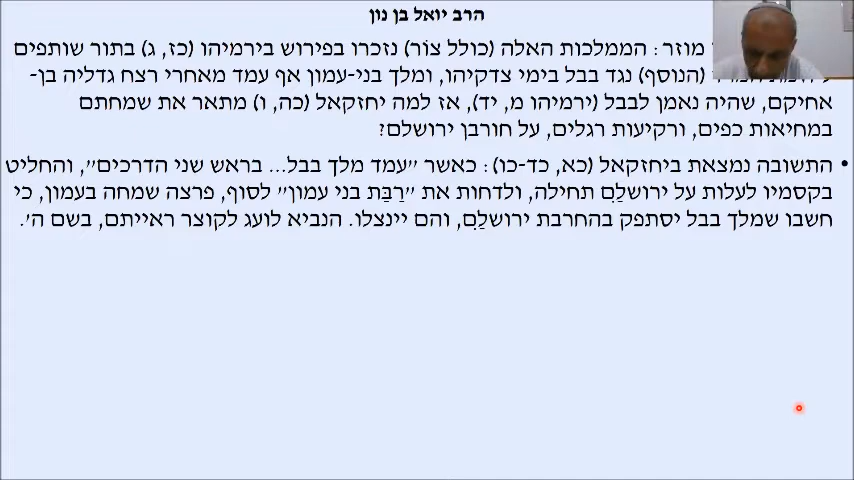 הרב יואל בן נון
מוזר: הממלכות האלה (כולל צוֹר) נזכרו בפירוש בירמיהו (כז, ג) בתור שותפים
(הנוסף) נגד בבל בימי צדקיהו, ומלך בני-עמון אף עמד מאחרי רצח גדליה בן-
אחיקם, שהיה נאמן לבבל (ירמיהו מ, יד), אז למה יחזקאל (כה, ו) מתאר את שמחתם
במחיאות כפים, ורקיעות רגלים, על חורבן ירושלם?
• התשובה נמצאת ביחזקאל (כא, כד-כו): כאשר "עמד מלך בבל... בראש שני הדרכים", והחליט
בקסמיו לעלות על ירושלַםִ תחילה, ולדחות את "רַבַּת בני עמון" לסוף, פרצה שמחה בעמון, כי
חשבו שמלך בבל יסתפק בהחרבת ירושלַםִ, והם יינצלו. הנביא לועג לקוצר ראייתם, בשם ה'.